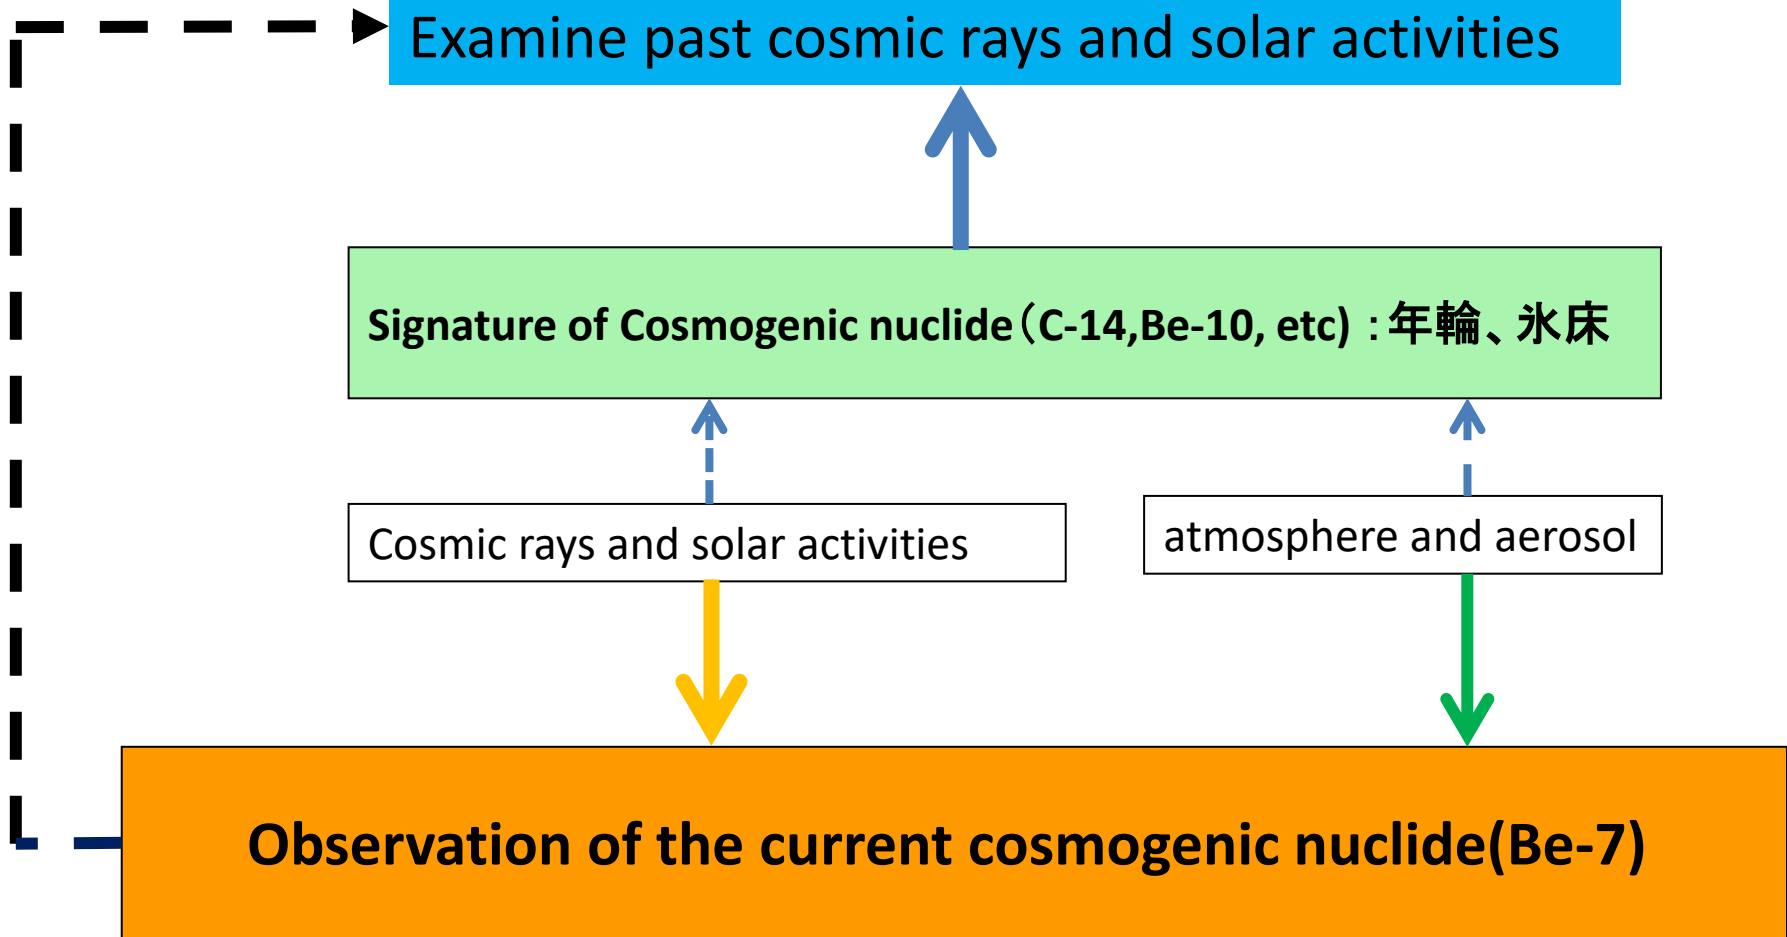 Examine past cosmic rays and solar activities
Signature of Cosmogenic nuclide（C-14,Be-10, etc)：年輪、氷床
Cosmic rays and solar activities
atmosphere and aerosol
Observation of the current cosmogenic nuclide(Be-7)